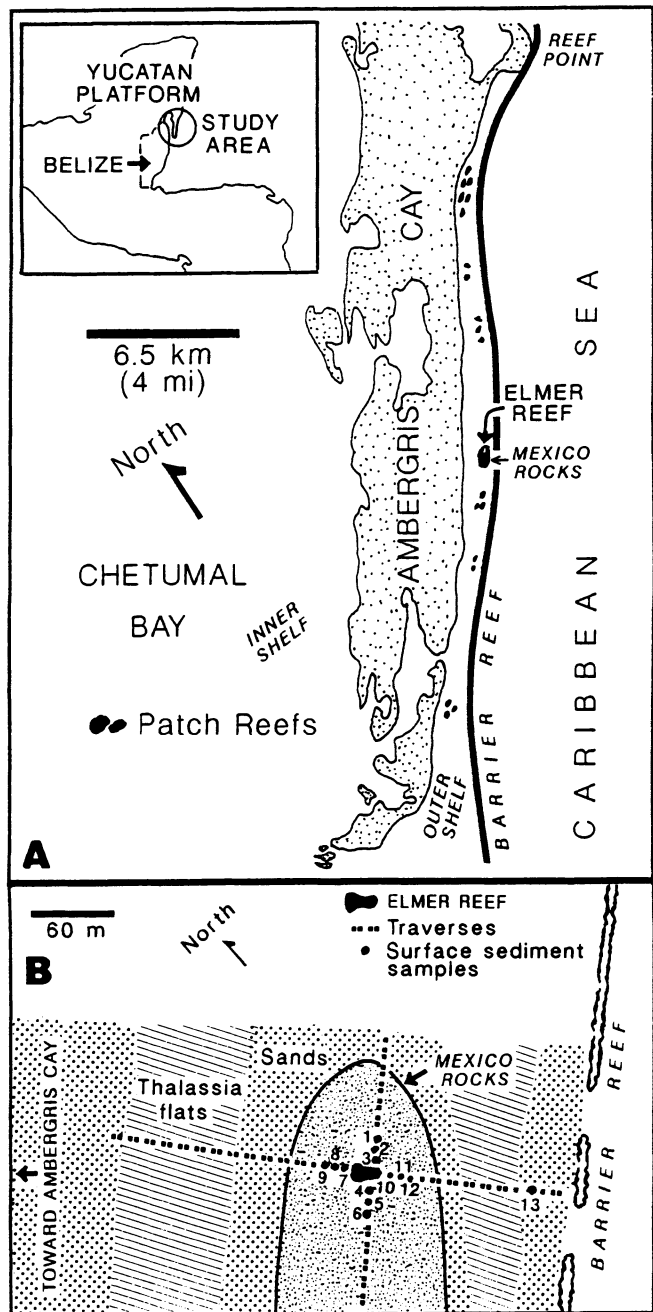 YUCATAN
PLATFORM
STUDY
AREA
BELIZE
REEF
POINT
CAY
SEA
6.5 km
(4 mi)
North
ELMER
REEF
MEXICO
ROCKS
AMBERGRIS
CHETUMAL
BAY
INNER
SHELF
Patch Reefs
OUTER
SHELF
BARRIER REEF
CARIBBEAN
A
60 m
North
ELMER REEF
Traverses
Surface sediment
samples
B
TOWARD AMBERGRIS CAY
Thalassia
flats
Sands
MEXICO
ROCKS
BARRIER REEF
1
2
3
8
9 7
11
4 10 12
5
6
13